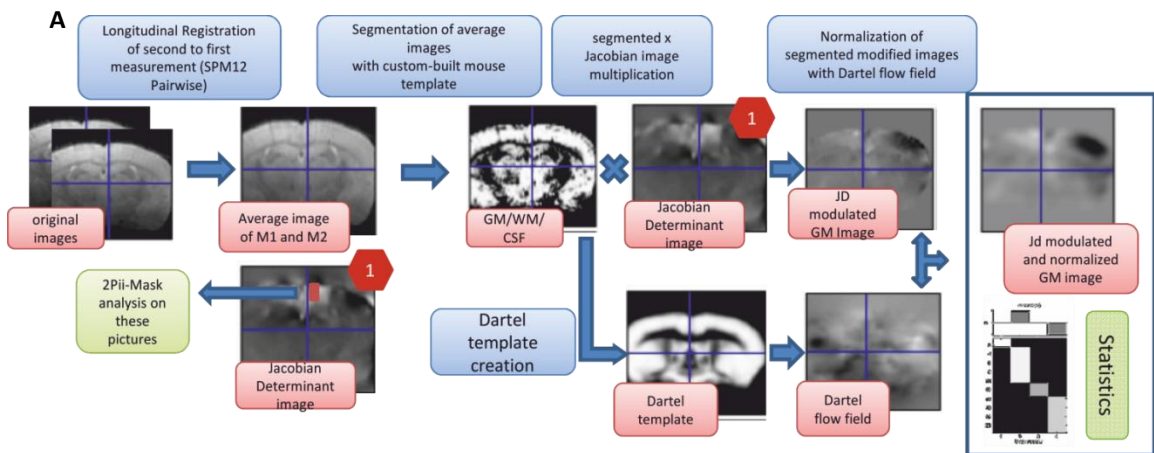 A
Longitudinal Registration
of second to first
measurement (SPM12
Pairwise)
Segmentation of average
images
with custom-built mouse
template
segmented x
Jacobian image
multiplication
Normalization of
segmented modified images
with Dartel flow field
original
images
Average image
of M1 and M2
GM/WM/
CSF
1
Jacobian
Determinant
image
JD
modulated
GM Image
Jd modulated
and normalized
GM image
2Pii-Mask
analysis on
these
pictures
1
Jacobian
Determinant
image
Dartel
template
creation
Dartel
template
Dartel
flow field
Statistics